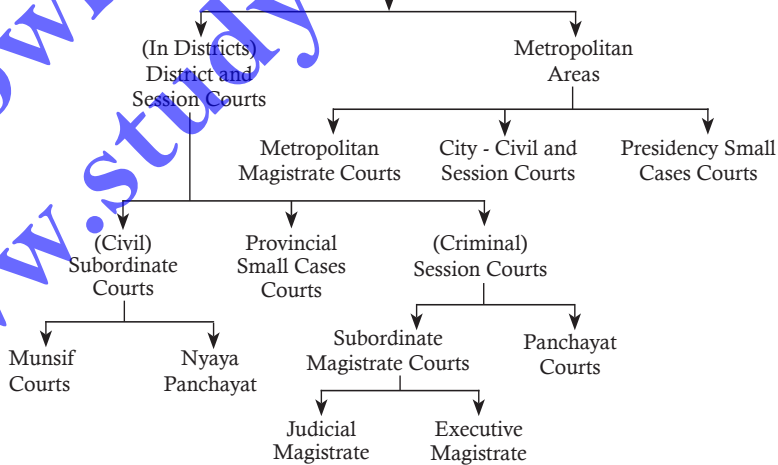 (In Districts)
District and
Session Courts
Metropolitan
Areas
Metropolitan
Magistrate Courts
City - Civil and
Session Courts
Presidency Small
Cases Courts
(Civil)
Subordinate
Courts
Provincial
Small Cases
Courts
(Criminal)
Session Courts
Munsif
Courts
Nyaya
Panchayat
Subordinate
Magistrate Courts
Panchayat
Courts
Judicial
Magistrate
Executive
Magistrate
w.study